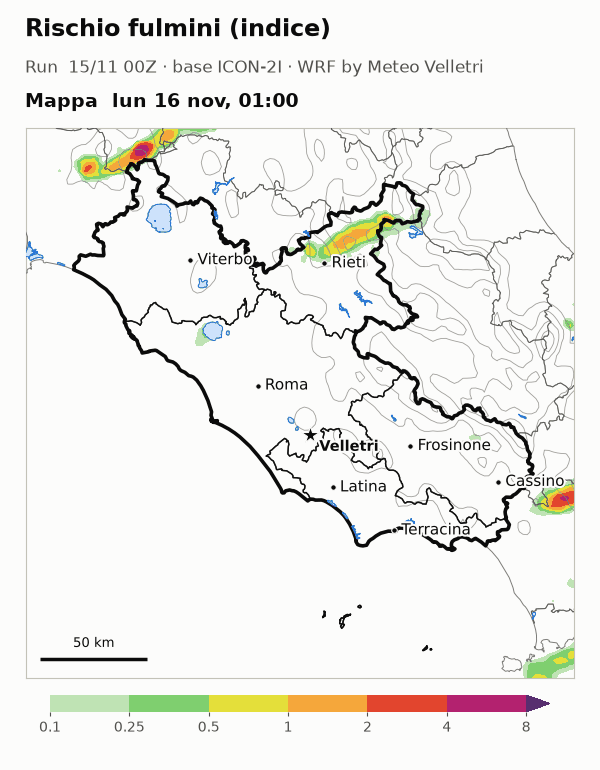 Rischio fulmini (indice)
Run  15/11 00Z · base ICON-2I · WRF by Meteo Velletri
Mappa  lun 16 nov, 01:00
Viterbo
Rieti
Roma
Velletri
Frosinone
Cassino
Latina
Terracina
50 km
0.1 0.25 0.5 1 2 4 8